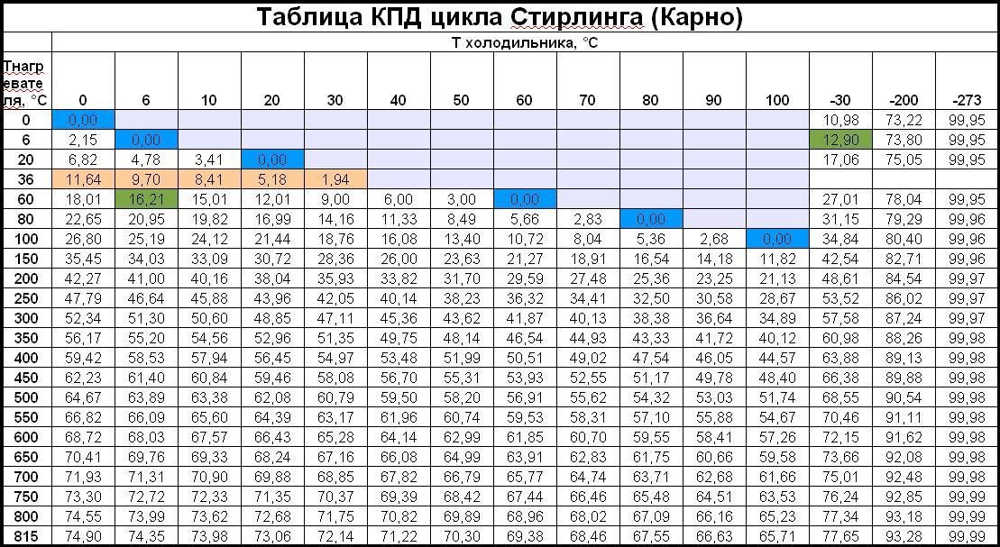 Таблица КПД цикла Стирлинга (Карно)
Т холодильника, °С
Тнагр
евате
ля, °С 0 6 10 20 30 40 50 60 70 80 90 100 -30 -200 -273
0 0,00 10,98 73,22 99,95
6 2,15 0,00 12,90 73,80 99,95
20 6,82 4,78 3,41 0,00 17,06 75,05 99,95
36 11,64 9,70 8,41 5,18 1,94
60 18,01 16,21 15,01 12,01 9,00 6,00 3,00 0,00 27,01 78,04 99,95
80 22,65 20,95 19,82 16,99 14,16 11,33 8,49 5,66 2,83 0,00 31,15 79,29 99,96
100 26,80 25,19 24,12 21,44 18,76 16,08 13,40 10,72 8,04 5,36 2,68 0,00 34,84 80,40 99,96
150 35,45 34,03 33,09 30,72 28,36 26,00 23,63 21,27 18,91 16,54 14,18 11,82 42,54 82,71 99,96
200 42,27 41,00 40,16 38,04 35,93 33,82 31,70 29,59 27,48 25,36 23,25 21,13 48,61 84,54 99,97
250 47,79 46,64 45,88 43,96 42,05 40,14 38,23 36,32 34,41 32,50 30,58 28,67 53,52 86,02 99,97
300 52,34 51,30 50,60 48,85 47,11 45,36 43,62 41,87 40,13 38,38 36,64 34,89 57,58 87,24 99,97
350 56,17 55,20 54,56 52,96 51,35 49,75 48,14 46,54 44,93 43,33 41,72 40,12 60,98 88,26 99,98
400 59,42 58,53 57,94 56,45 54,97 53,48 51,99 50,51 49,02 47,54 46,05 44,57 63,88 89,13 99,98
450 62,23 61,40 60,84 59,46 58,08 56,70 55,31 53,93 52,55 51,17 49,78 48,40 66,38 89,88 99,98
500 64,67 63,89 63,38 62,08 60,79 59,50 58,20 56,91 55,62 54,32 53,03 51,74 68,55 90,54 99,98
550 66,82 66,09 65,60 64,39 63,17 61,96 60,74 59,53 58,31 57,10 55,88 54,67 70,46 91,11 99,98
600 68,72 68,03 67,57 66,43 65,28 64,14 62,99 61,85 60,70 59,55 58,41 57,26 72,15 91,62 99,98
650 70,41 69,76 69,33 68,24 67,16 66,08 64,99 63,91 62,83 61,75 60,66 59,58 73,66 92,08 99,98
700 71,93 71,31 70,90 69,88 68,85 67,82 66,79 65,77 64,74 63,71 62,68 61,66 75,01 92,48 99,98
750 73,30 72,72 72,33 71,35 70,37 69,39 68,42 67,44 66,46 65,48 64,51 63,53 76,24 92,85 99,99
800 74,55 73,99 73,62 72,68 71,75 70,82 69,89 68,96 68,02 67,09 66,16 65,23 77,34 93,18 99,99
815 74,90 74,35 73,98 73,06 72,14 71,22 70,30 69,38 68,46 67,55 66,63 65,71 77,65 93,28 99,99